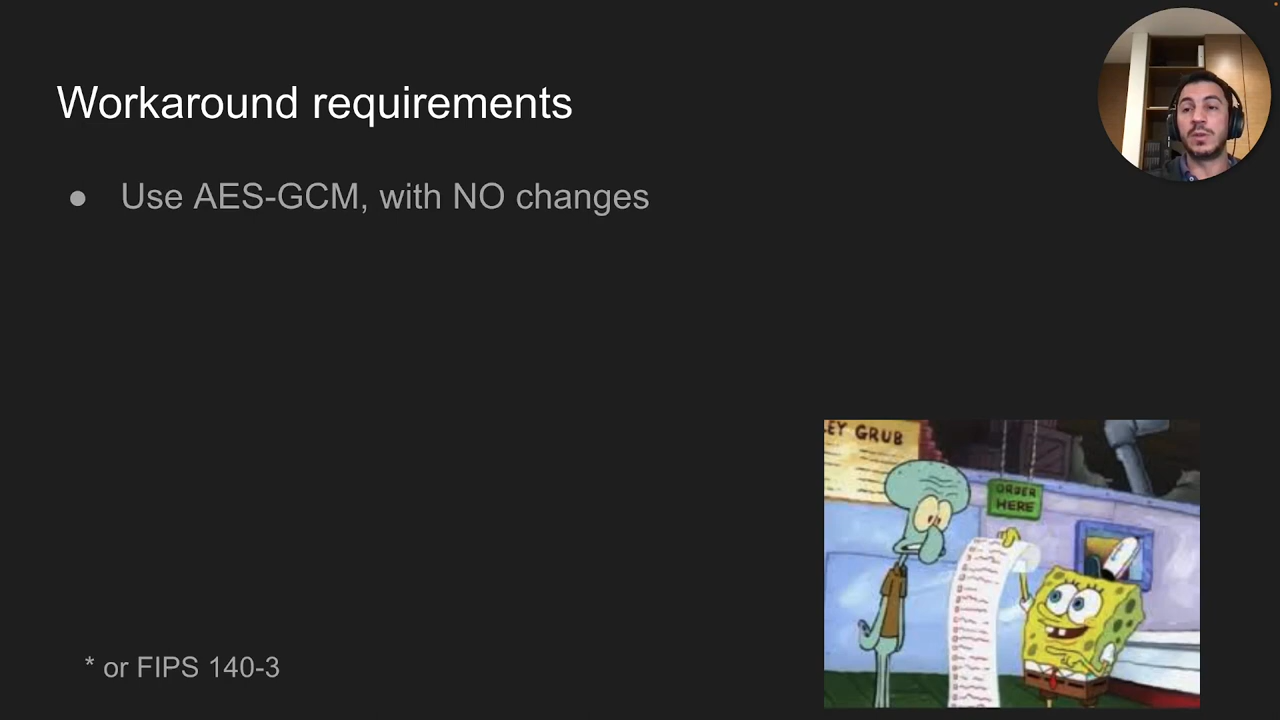 Workaround requirements
● Use AES-GCM, with NO changes
EY GRUB
ORDER
HERE
* or FIPS 140-3